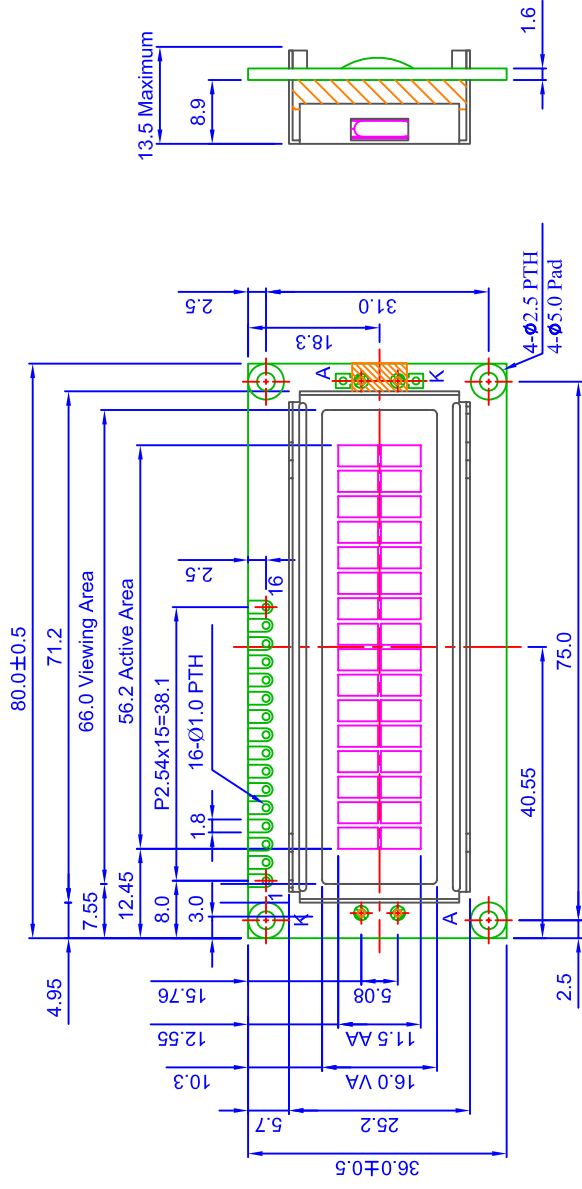 80.0±0.5
71.2
66.0 Viewing Area
56.2 Active Area
P2.54x15=38.1
16-Ø1.0 PTH
4.95
7.55
12.45
8.0
3.0
1.8
1
16
2.5
K
A
A
K
2.5
18.3
31.0
4-Ø2.5 PTH
4-Ø5.0 Pad
36.0±0.5
5.7
25.2
10.3
16.0 VA
12.55
11.5 AA
15.76
5.08
2.5
40.55
75.0
13.5 Maximum
8.9
1.6